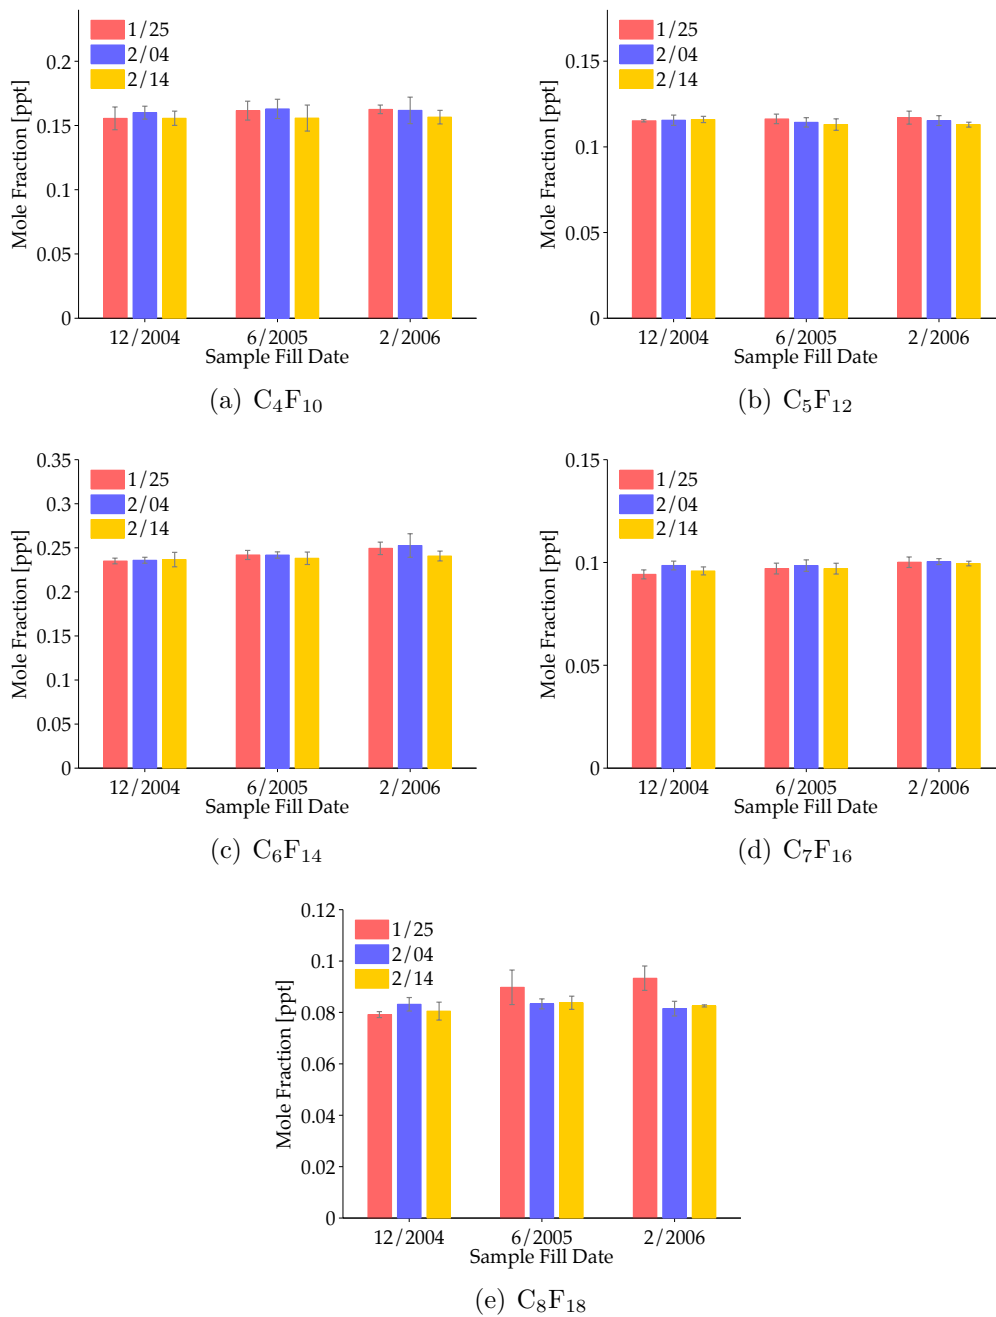 1/25
2/04
2/14
0.2
0.15
0.1
0.05
0
Mole Fraction [ppt]
12/2004 6/2005 2/2006
Sample Fill Date
(a) C₄F₁₀
1/25
2/04
2/14
0.15
0.1
0.05
0
Mole Fraction [ppt]
12/2004 6/2005 2/2006
Sample Fill Date
(b) C₅F₁₂
1/25
2/04
2/14
0.35
0.3
0.25
0.2
0.15
0.1
0.05
0
Mole Fraction [ppt]
12/2004 6/2005 2/2006
Sample Fill Date
(c) C₆F₁₄
1/25
2/04
2/14
0.15
0.1
0.05
0
Mole Fraction [ppt]
12/2004 6/2005 2/2006
Sample Fill Date
(d) C₇F₁₆
1/25
2/04
2/14
0.12
0.1
0.08
0.06
0.04
0.02
0
Mole Fraction [ppt]
12/2004 6/2005 2/2006
Sample Fill Date
(e) C₈F₁₈